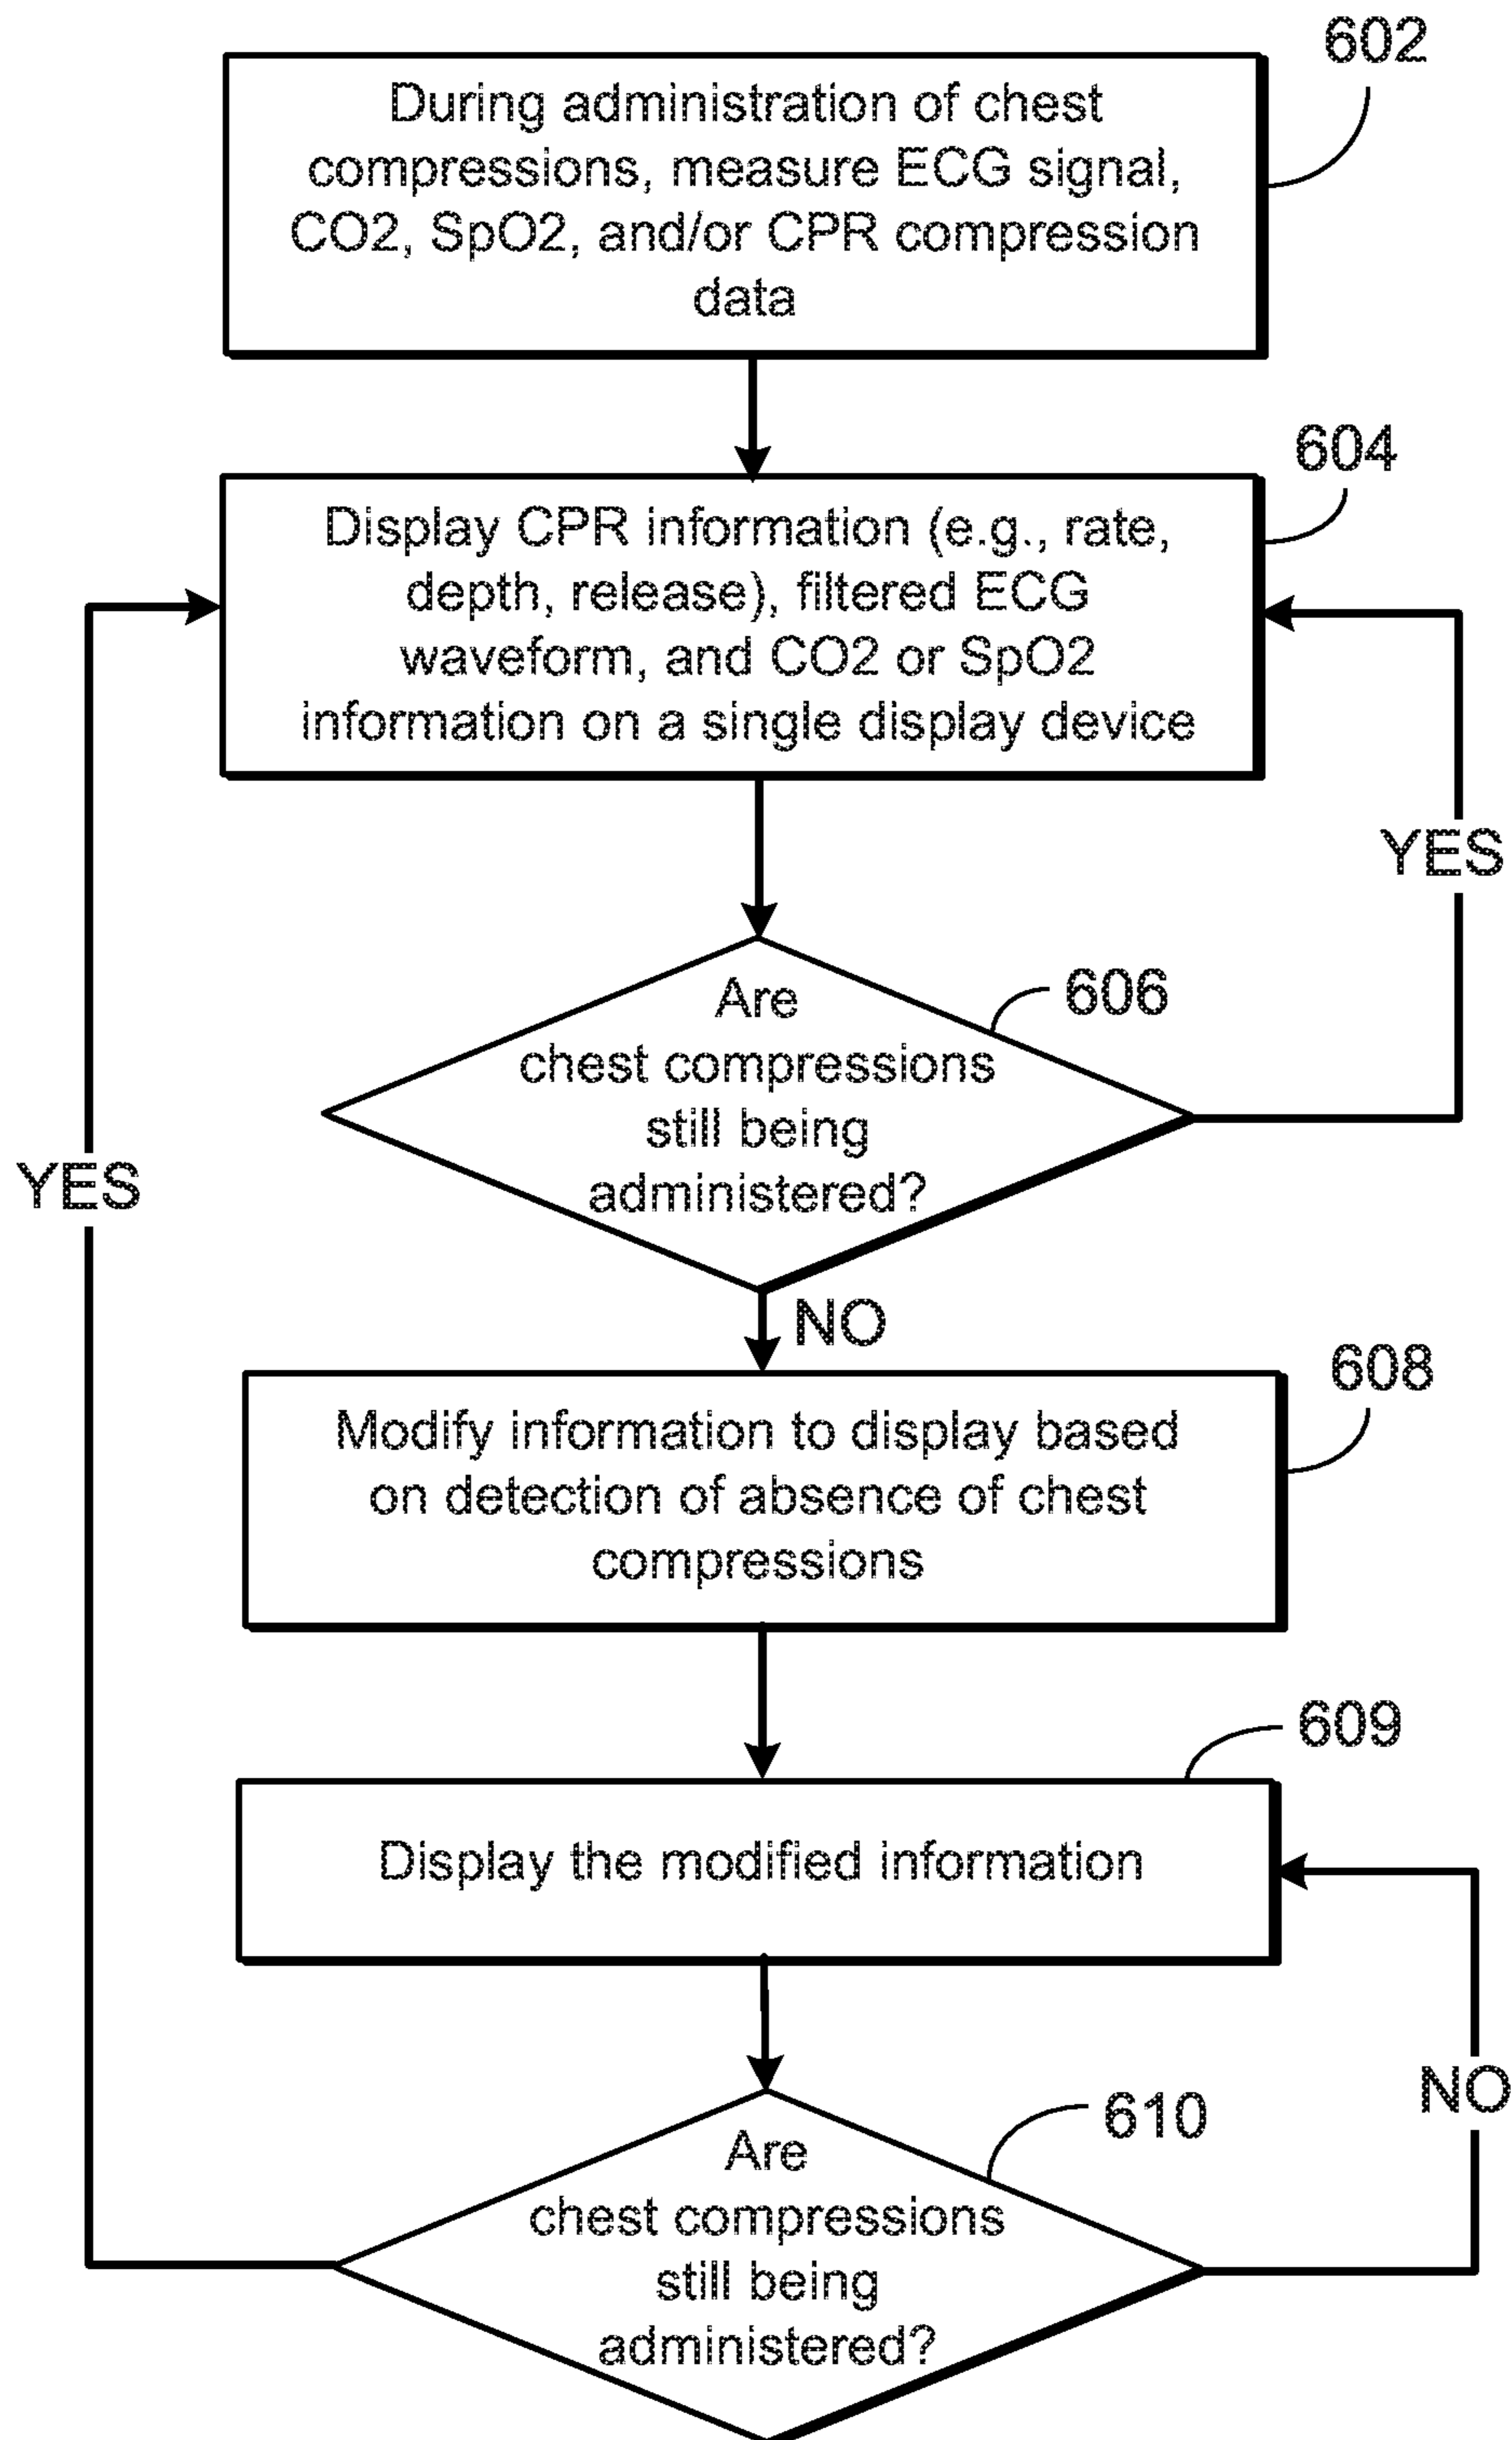 602
During administration of chest
compressions, measure ECG signal,
CO2, SpO2, and/or CPR compression
data
604
Display CPR information (e.g., rate,
depth, release), filtered ECG
waveform, and CO2 or SpO2
information on a single display device
YES
606
Are
chest compressions
still being
administered?
YES
NO
608
Modify information to display based
on detection of absence of chest
compressions
609
Display the modified information
NO
610
Are
chest compressions
still being
administered?